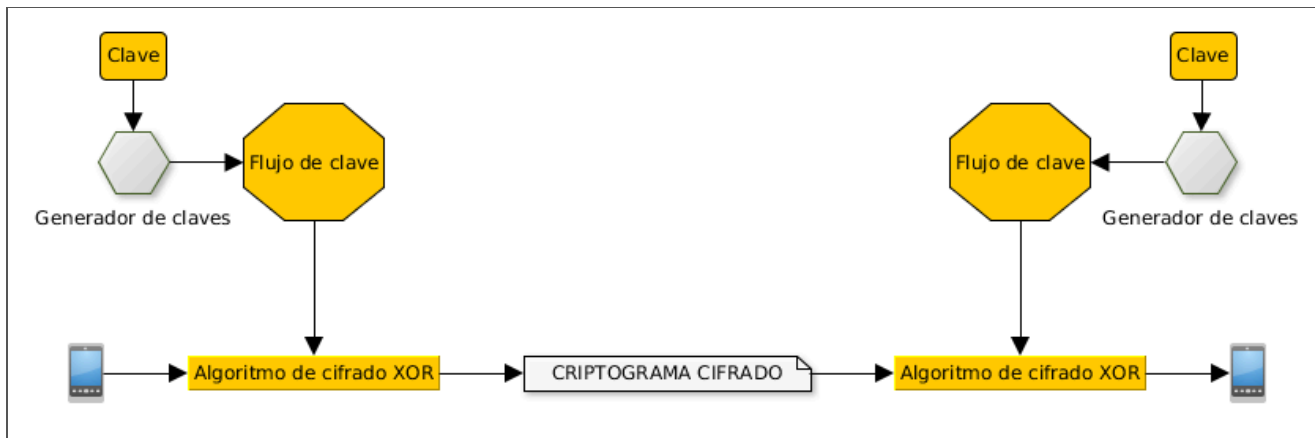 Clave
Clave
Flujo de clave
Flujo de clave
Generador de claves
Generador de claves
Algoritmo de cifrado XOR
CRIPTOGRAMA CIFRADO
Algoritmo de cifrado XOR